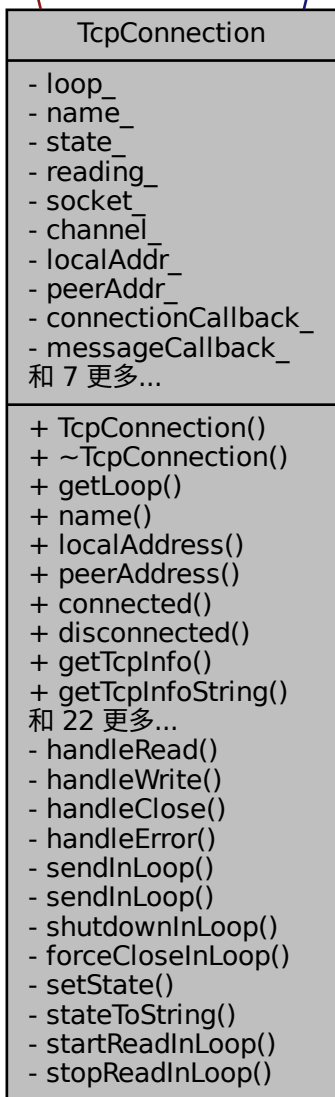 TcpConnection
- loop_
- name_
- state_
- reading_
- socket_
- channel_
- localAddr_
- peerAddr_
- connectionCallback_
- messageCallback_
和 7 更多...
+ TcpConnection()
+ ~TcpConnection()
+ getLoop()
+ name()
+ localAddress()
+ peerAddress()
+ connected()
+ disconnected()
+ getTcpInfo()
+ getTcpInfoString()
和 22 更多...
- handleRead()
- handleWrite()
- handleClose()
- handleError()
- sendInLoop()
- sendInLoop()
- shutdownInLoop()
- forceCloseInLoop()
- setState()
- stateToString()
- startReadInLoop()
- stopReadInLoop()